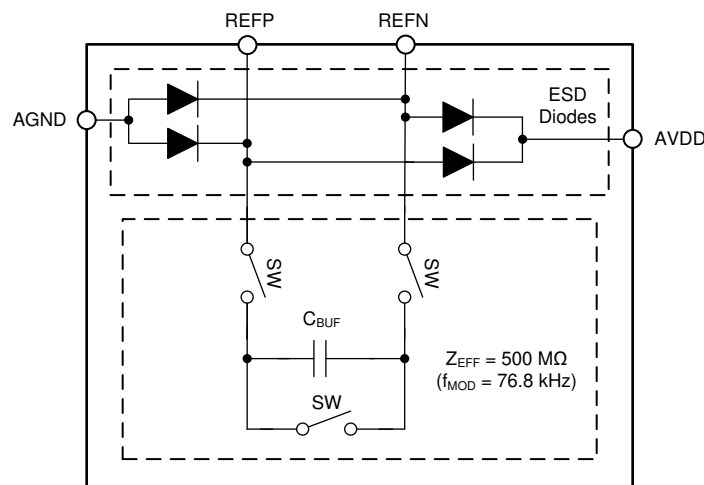 REFP
REFN
ESD
Diodes
AGND
AVDD
SW
SW
CBUF
ZEFF = 500 MΩ
(fMOD = 76.8 kHz)
SW